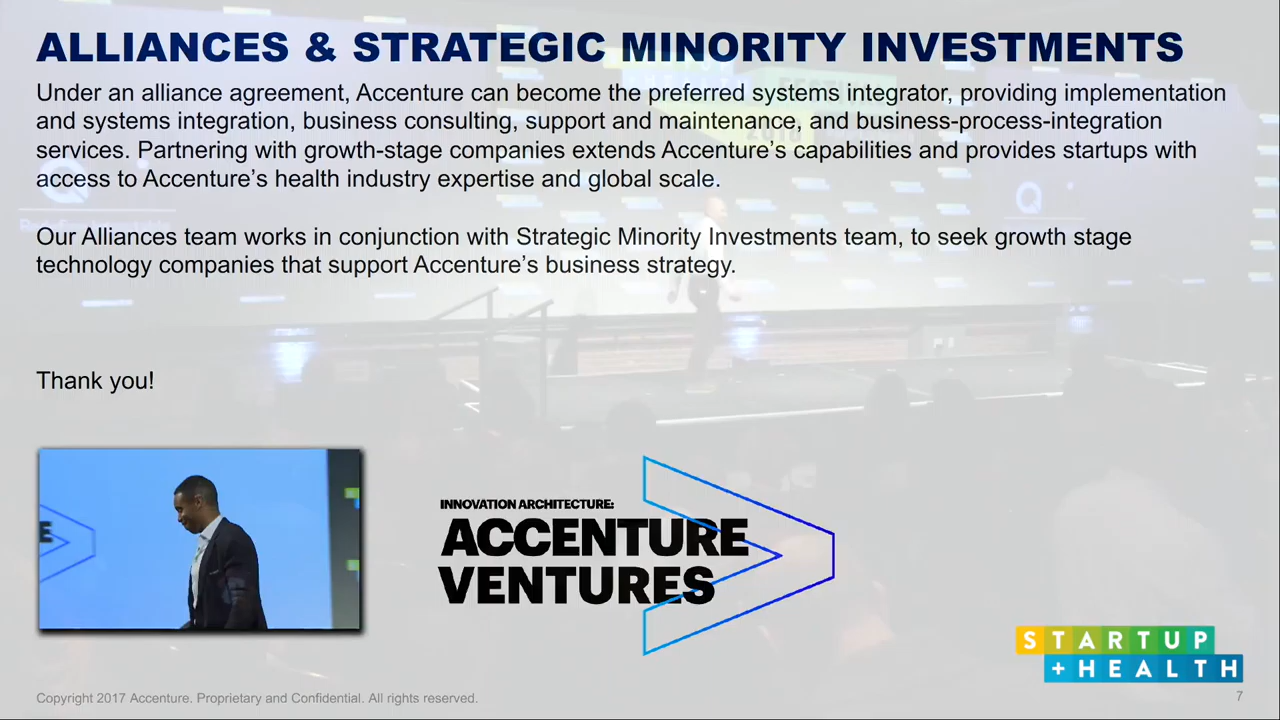 ALLIANCES & STRATEGIC MINORITY INVESTMENTS
Under an alliance agreement, Accenture can become the preferred systems integrator, providing implementation
and systems integration, business consulting, support and maintenance, and business-process-integration
services. Partnering with growth-stage companies extends Accenture’s capabilities and provides startups with
access to Accenture’s health industry expertise and global scale.
Our Alliances team works in conjunction with Strategic Minority Investments team, to seek growth stage
technology companies that support Accenture’s business strategy.
Thank you!
INNOVATION ARCHITECTURE:
ACCENTURE
VENTURES
STARTUP
+HEALTH
Copyright 2017 Accenture. Proprietary and Confidential. All rights reserved.
7